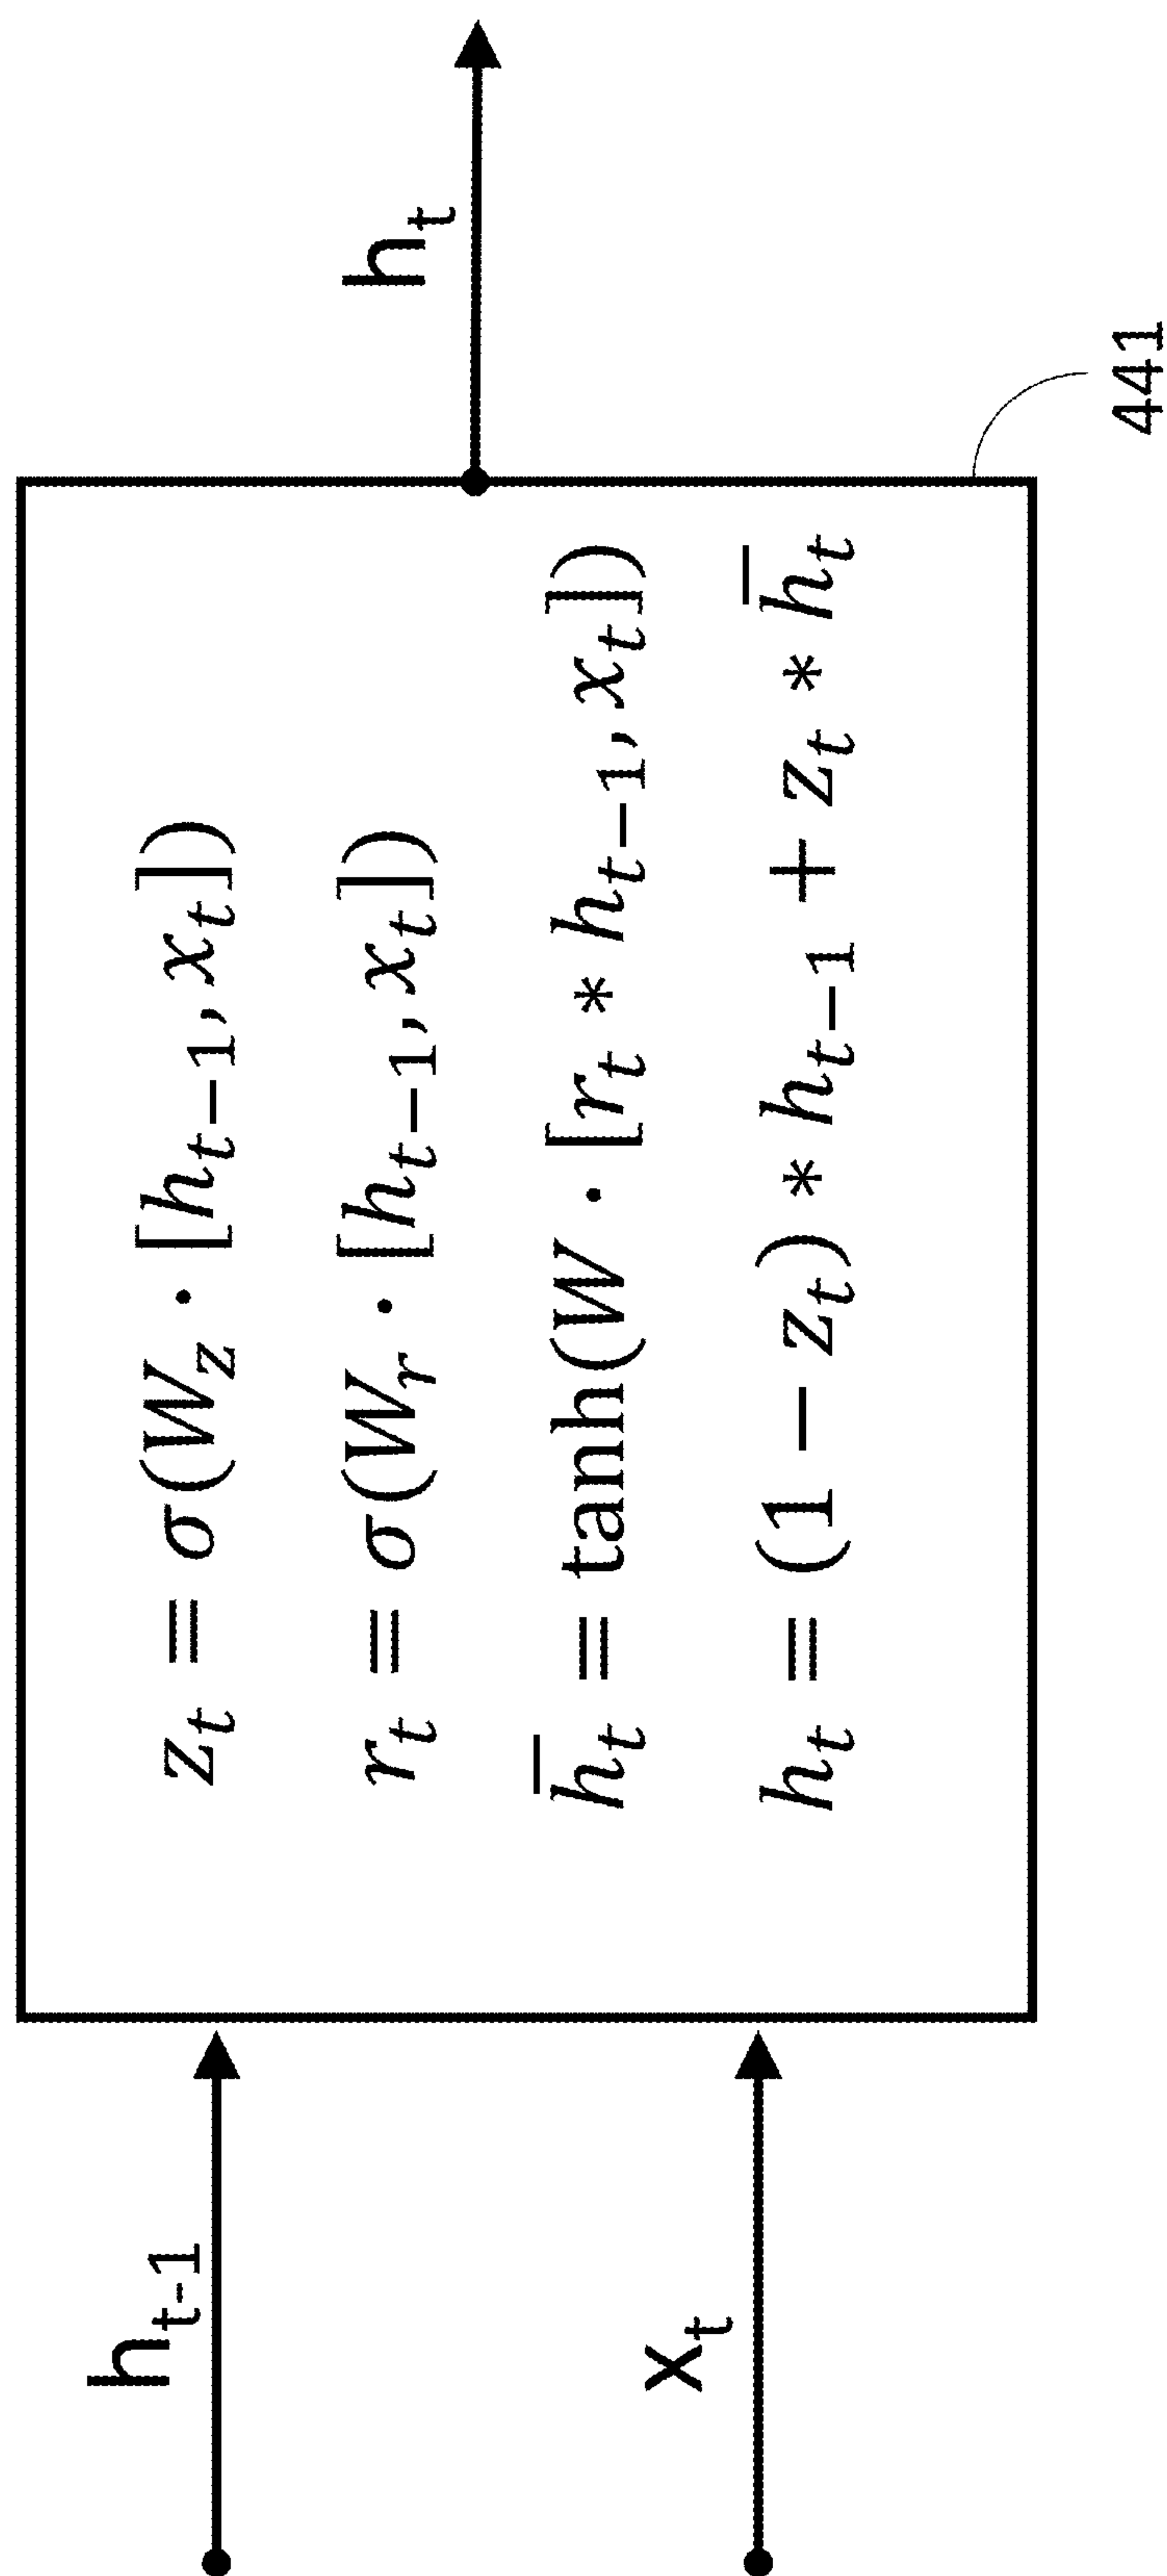 h_{t-1}
x_t
z_t = σ(W_z · [h_{t−1}, x_t])
r_t = σ(W_r · [h_{t−1}, x_t])
h̅_t = tanh(W · [r_t * h_{t−1}, x_t])
h_t = (1 − z_t) * h_{t−1} + z_t * h̅_t
h_t
441